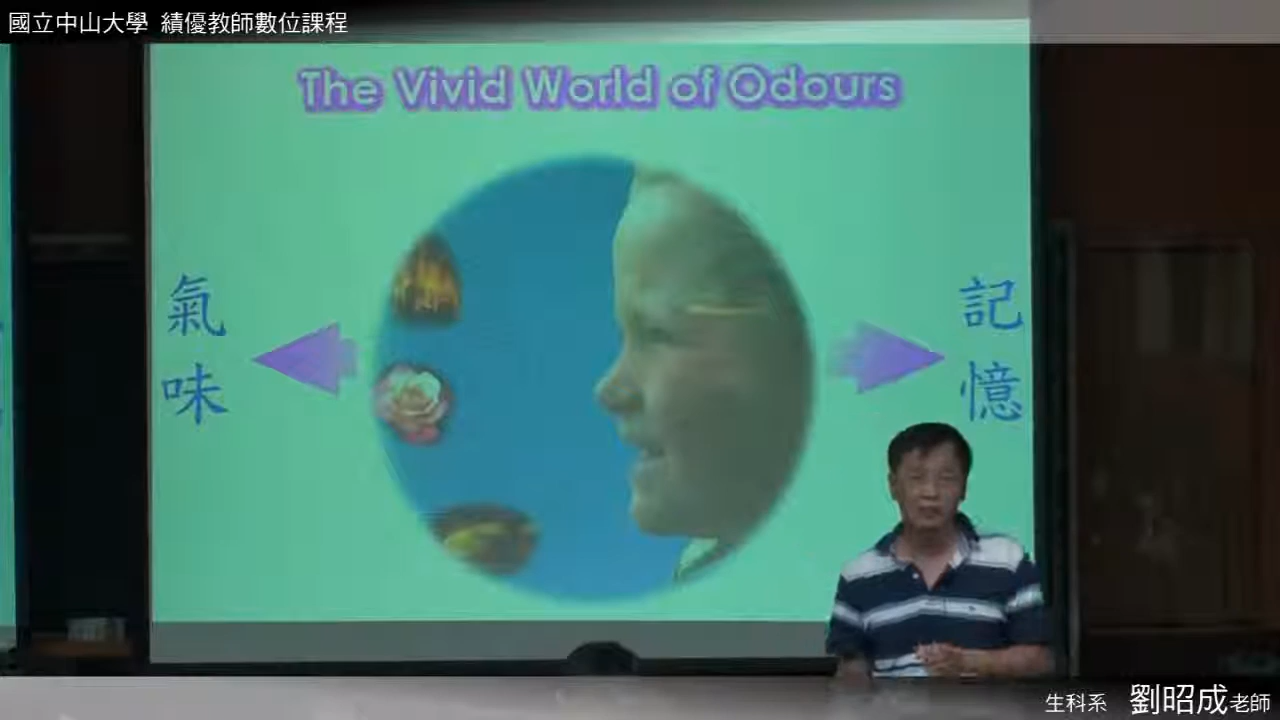 國立中山大學 績優教師數位課程
The Vivid World of Odours
氣味
記憶
生科系 劉昭成老師